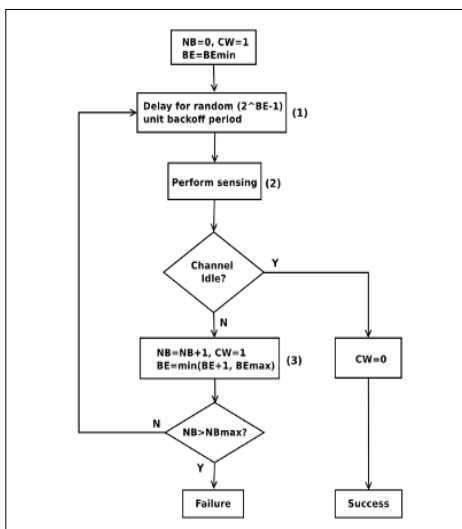 NB=0, CW=1
BE=BEmin
Delay for random (2^BE-1)
unit backoff period
(1)
Perform sensing
(2)
Channel
Idle?
Y
N
NB=NB+1, CW=1
BE=min(BE+1, BEmax)
(3)
CW=0
N
NB>NBmax?
Y
Failure
Success